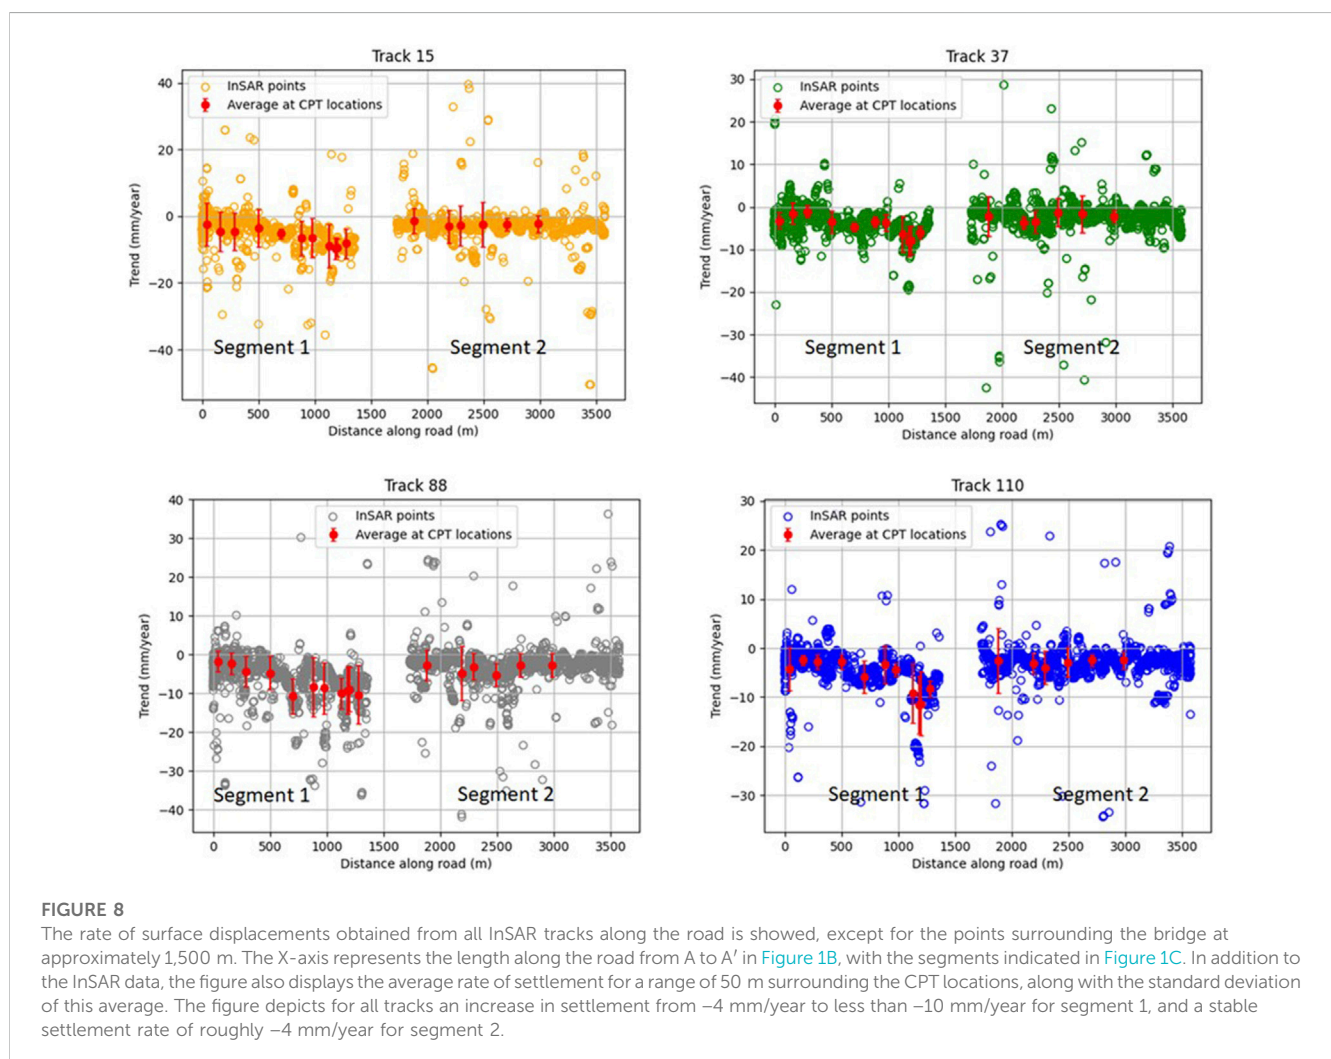 Track 15
InSAR points
Average at CPT locations
Trend (mm/year)
40
20
0
−20
−40
Segment 1
Segment 2
0 500 1000 1500 2000 2500 3000 3500
Distance along road (m)
Track 37
InSAR points
Average at CPT locations
Trend (mm/year)
30
20
10
0
−10
−20
−30
−40
Segment 1
Segment 2
0 500 1000 1500 2000 2500 3000 3500
Distance along road (m)
Track 88
InSAR points
Average at CPT locations
Trend (mm/year)
40
30
20
10
0
−10
−20
−30
−40
Segment 1
Segment 2
0 500 1000 1500 2000 2500 3000 3500
Distance along road (m)
Track 110
InSAR points
Average at CPT locations
Trend (mm/year)
30
20
10
0
−10
−20
−30
Segment 1
Segment 2
0 500 1000 1500 2000 2500 3000 3500
Distance along road (m)
FIGURE 8
The rate of surface displacements obtained from all InSAR tracks along the road is showed, except for the points surrounding the bridge at
approximately 1,500 m. The X-axis represents the length along the road from A to A′ in Figure 1B, with the segments indicated in Figure 1C. In addition to
the InSAR data, the figure also displays the average rate of settlement for a range of 50 m surrounding the CPT locations, along with the standard deviation
of this average. The figure depicts for all tracks an increase in settlement from −4 mm/year to less than −10 mm/year for segment 1, and a stable
settlement rate of roughly −4 mm/year for segment 2.